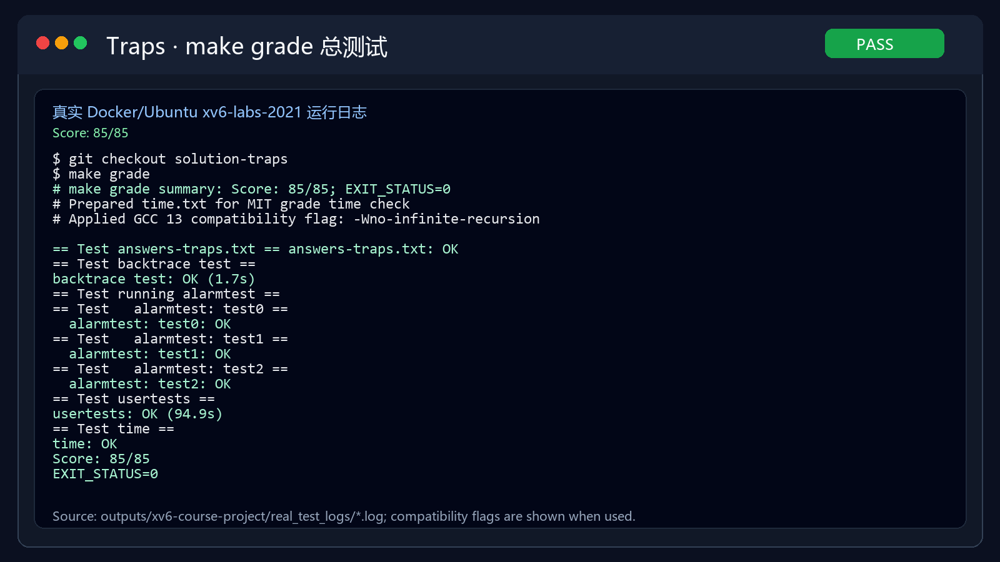 Traps · make grade 总测试
PASS
真实 Docker/Ubuntu xv6-labs-2021 运行日志
Score: 85/85
$ git checkout solution-traps
$ make grade
# make grade summary: Score: 85/85; EXIT_STATUS=0
# Prepared time.txt for MIT grade time check
# Applied GCC 13 compatibility flag: -Wno-infinite-recursion
== Test answers-traps.txt == answers-traps.txt: OK
== Test backtrace test ==
backtrace test: OK (1.7s)
== Test running alarmtest ==
== Test   alarmtest: test0 ==
  alarmtest: test0: OK
== Test   alarmtest: test1 ==
  alarmtest: test1: OK
== Test   alarmtest: test2 ==
  alarmtest: test2: OK
== Test usertests ==
usertests: OK (94.9s)
== Test time ==
time: OK
Score: 85/85
EXIT_STATUS=0
Source: outputs/xv6-course-project/real_test_logs/*.log; compatibility flags are shown when used.